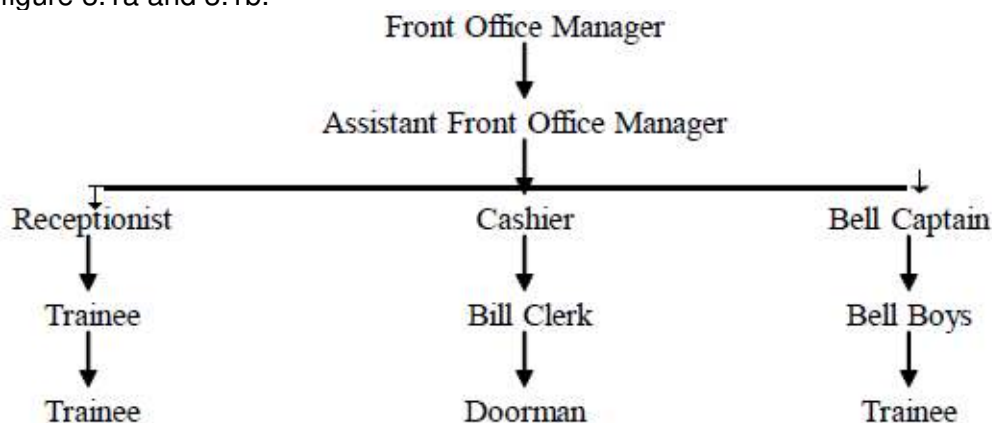 figure 3.1a and 3.1b.
Front Office Manager
Assistant Front Office Manager
Receptionist Cashier Bell Captain
Trainee Bill Clerk Bell Boys
Trainee Doorman Trainee